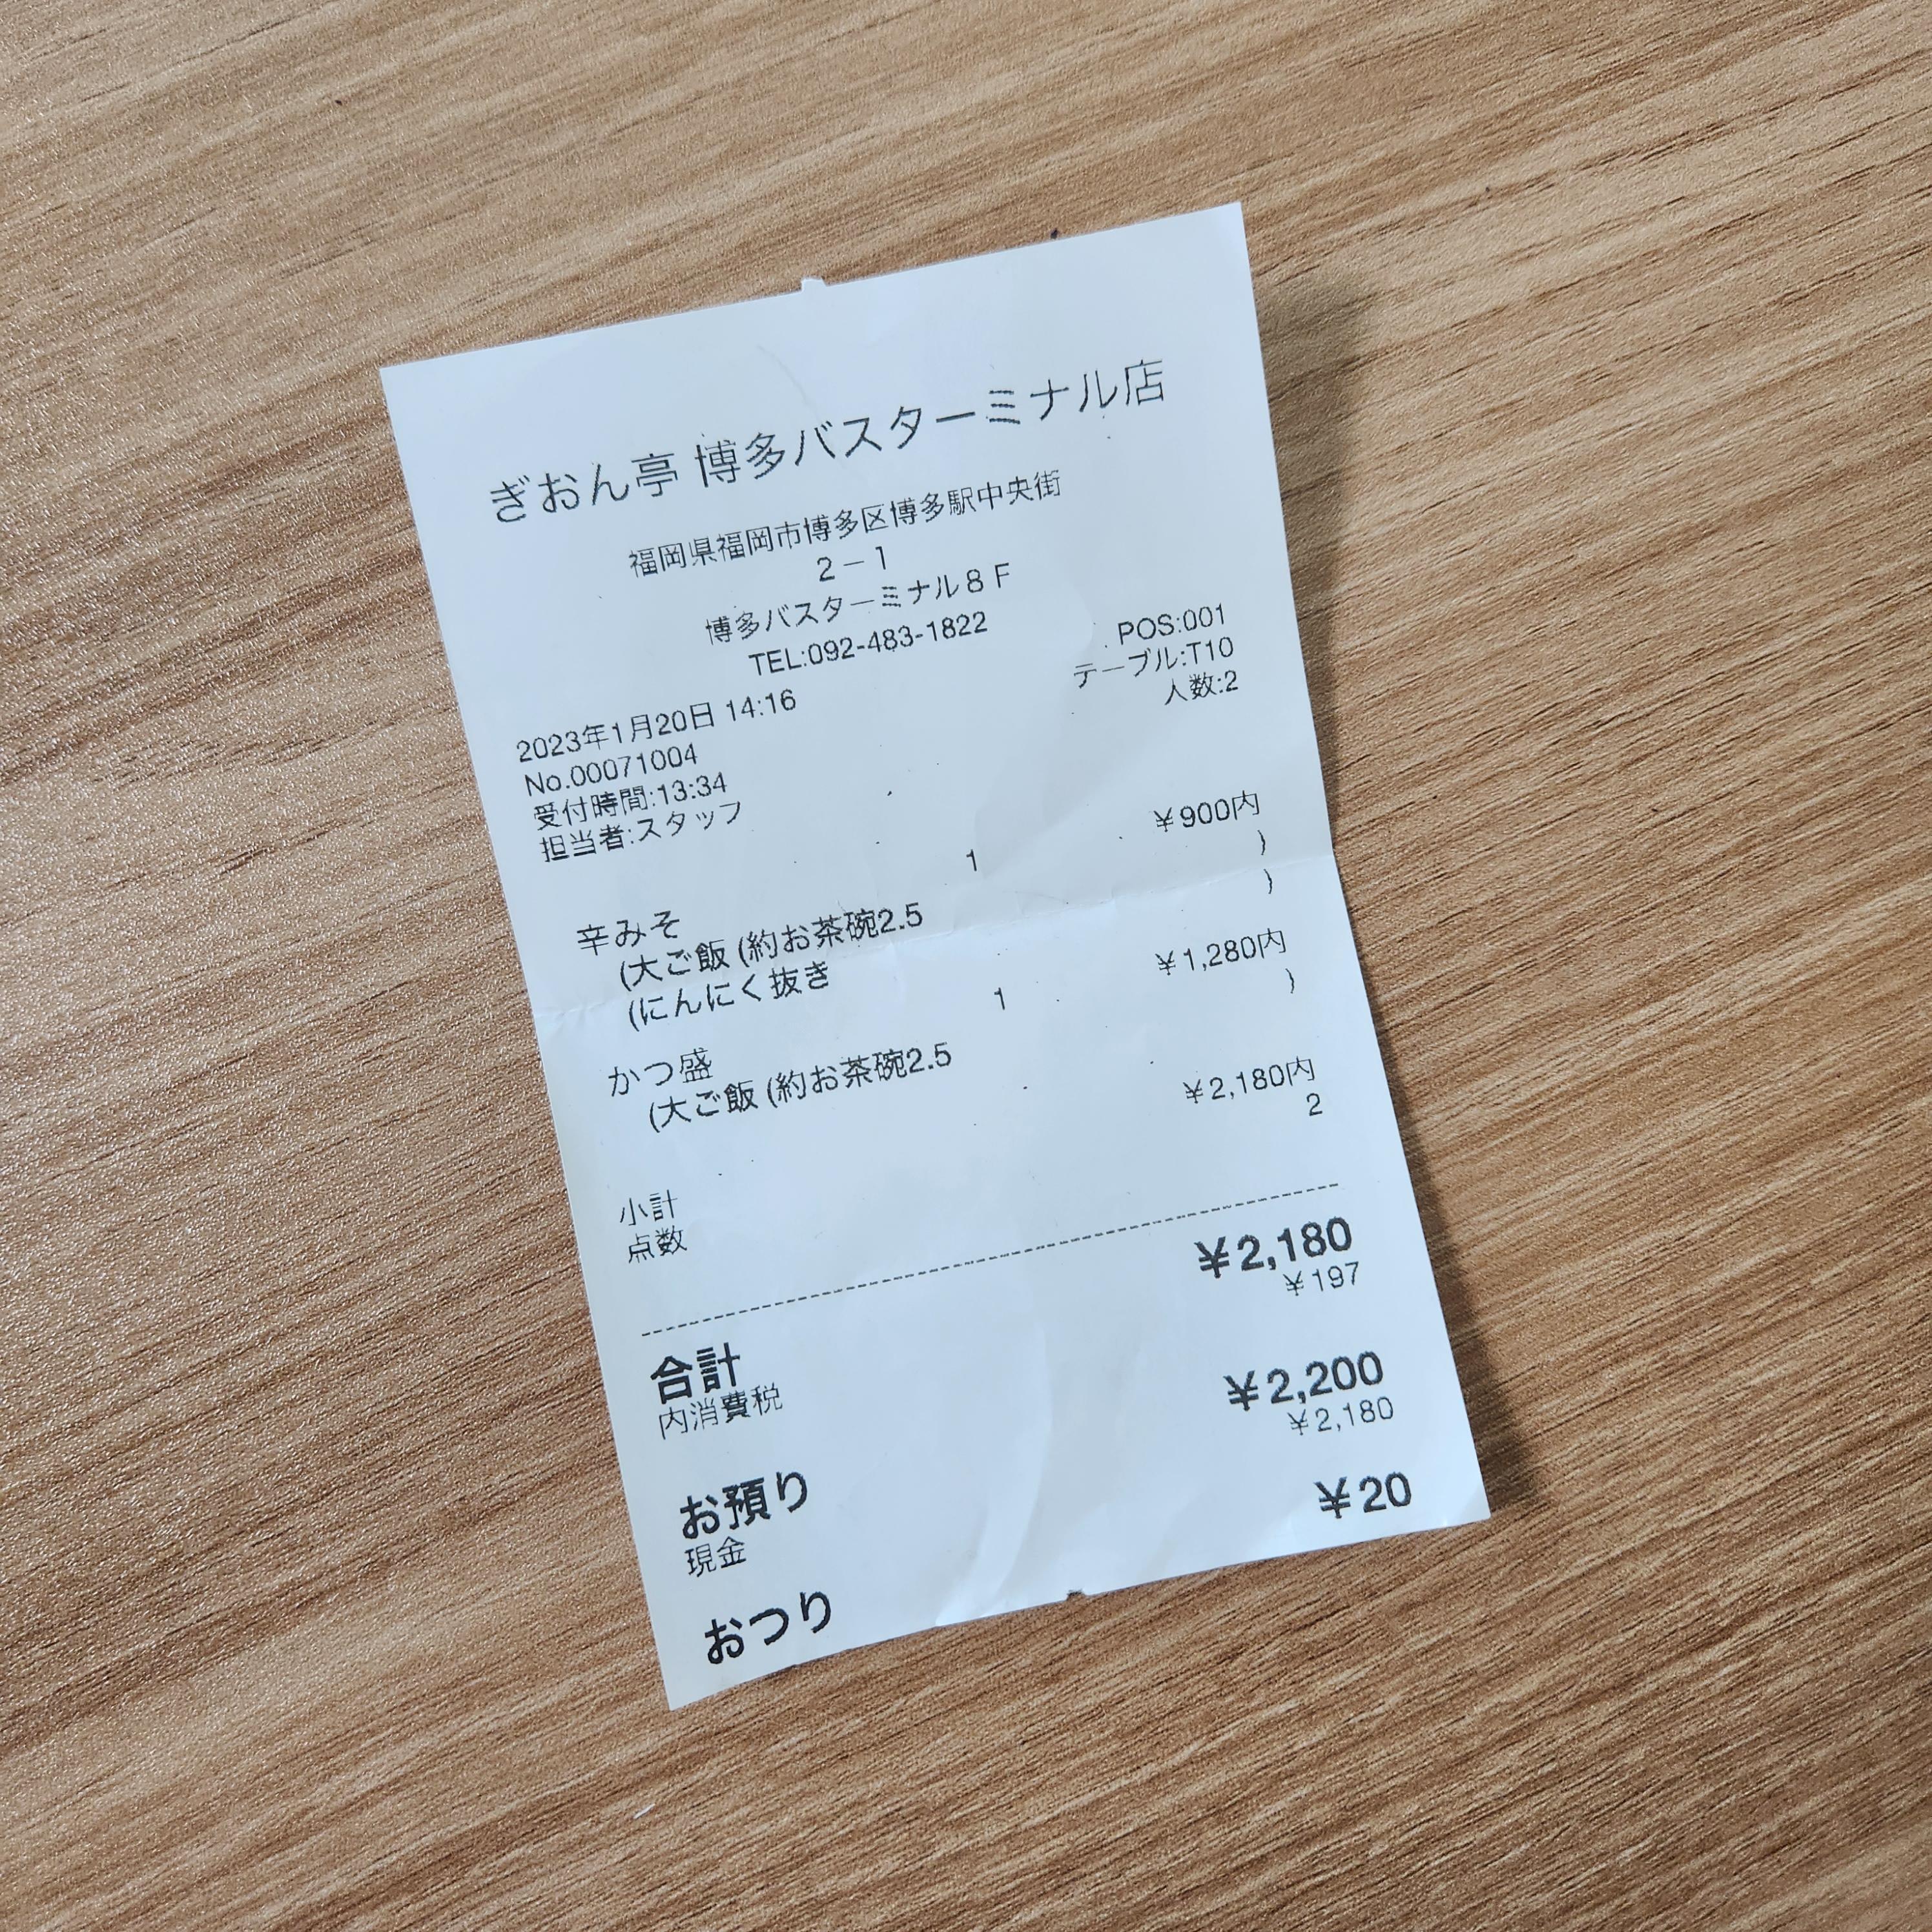 ぎおん亭 博多バスターミナル店
福岡県福岡市博多区博多駅中央街
2－1
博多バスターミナル8F
TEL:092-483-1822
2023年1月20日 14:16 POS:001
No.00071004 テーブル:T10
受付時間:13:34 人数:2
担当者:スタッフ
辛みそ 1 ¥900内
(大ご飯 (約お茶碗2.5 )
(にんにく抜き )
かつ盛 1 ¥1,280内
(大ご飯 (約お茶碗2.5 )
小計 ¥2,180内
点数 2
合計 ¥2,180
内消費税 ¥197
お預り ¥2,200
現金 ¥2,180
おつり ¥20